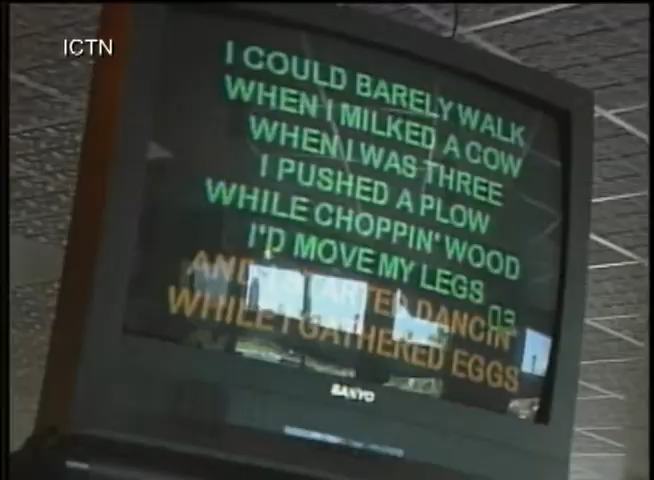 ICTN
I COULD BARELY WALK
WHEN I MILKED A COW
WHEN I WAS THREE
I PUSHED A PLOW
WHILE CHOPPIN' WOOD
I'D MOVE MY LEGS
03
AND I STARTED DANCIN'
WHILE I GATHERED EGGS
SANYO